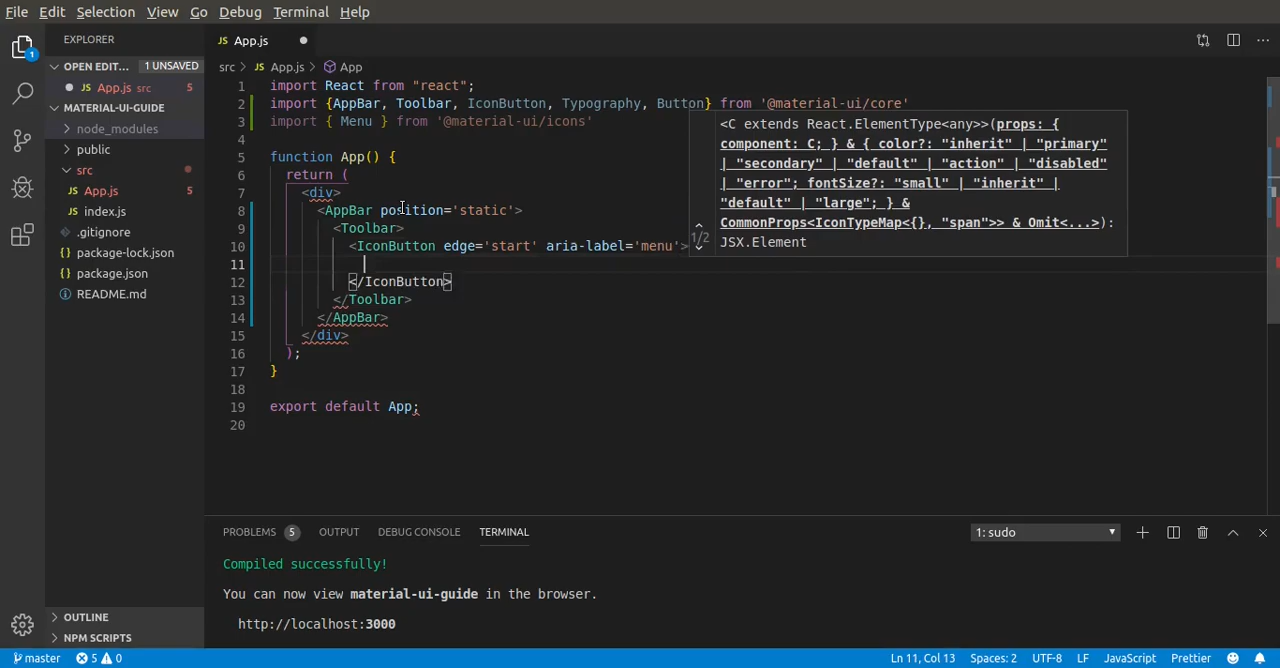 File Edit Selection View Go Debug Terminal Help
EXPLORER
OPEN EDIT... 1 UNSAVED
JS App.js src 5
MATERIAL-UI-GUIDE
node_modules
public
src
JS App.js 5
JS index.js
.gitignore
package-lock.json
package.json
README.md
OUTLINE
NPM SCRIPTS
1
JS App.js
src > JS App.js > App
1 import React from "react";
2 import {AppBar, Toolbar, IconButton, Typography, Button} from '@material-ui/core'
3 import { Menu } from '@material-ui/icons'
4
5 function App() {
6 return (
7 <div>
8 <AppBar position='static'>
9 <Toolbar>
10 <IconButton edge='start' aria-label='menu'>
11
12 </IconButton>
13 </Toolbar>
14 </AppBar>
15 </div>
16 );
17 }
18
19 export default App;
20
<C extends React.ElementType<any>>(props: {
component: C; } & { color?: "inherit" | "primary"
| "secondary" | "default" | "action" | "disabled"
| "error"; fontSize?: "small" | "inherit" |
"default" | "large"; } &
CommonProps<IconTypeMap<{}, "span">> & Omit<...>):
JSX.Element
1/2
PROBLEMS 5 OUTPUT DEBUG CONSOLE TERMINAL 1: sudo
Compiled successfully!
You can now view material-ui-guide in the browser.
http://localhost:3000
master 5 0 Ln 11, Col 13 Spaces: 2 UTF-8 LF JavaScript Prettier